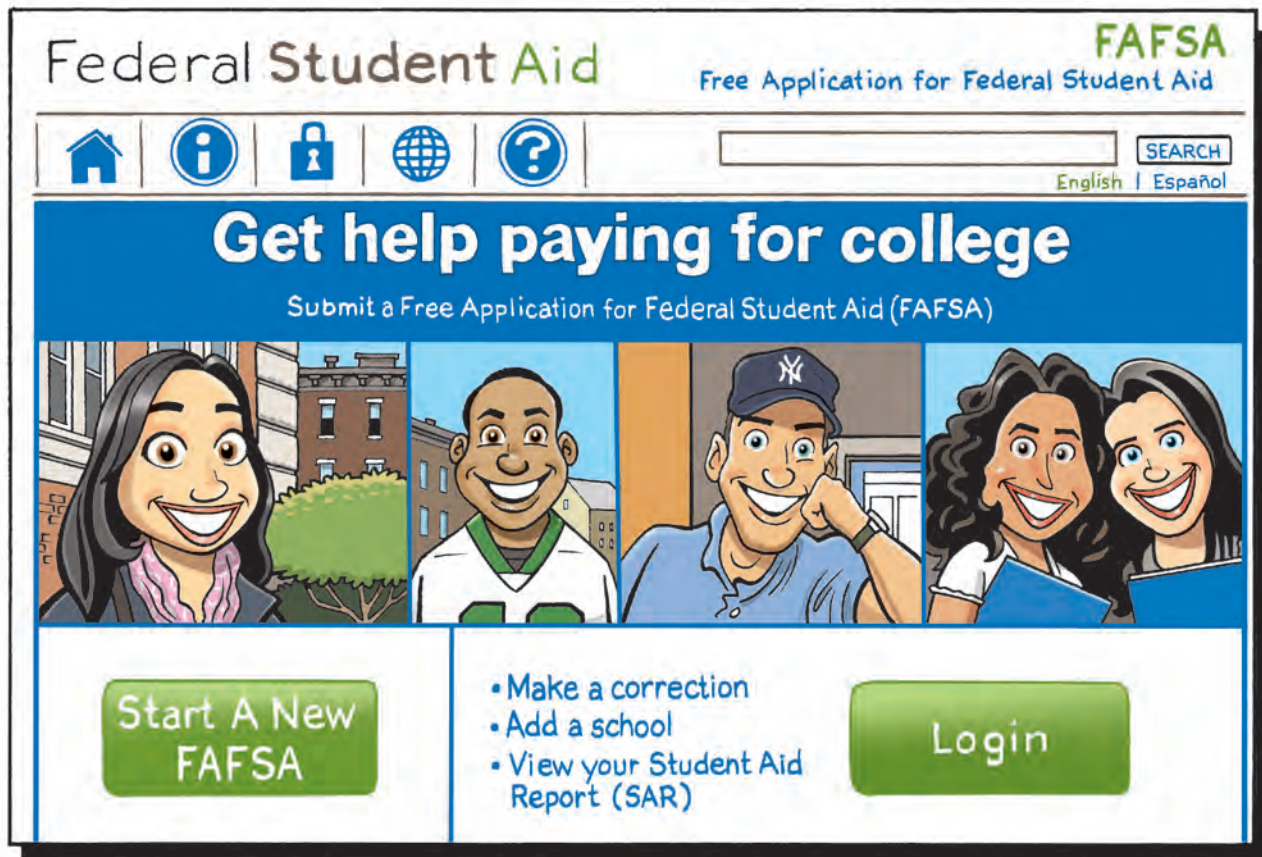 Federal Student Aid
FAFSA
Free Application for Federal Student Aid
SEARCH
English | Español
Get help paying for college
Submit a Free Application for Federal Student Aid (FAFSA)
NY
Start A New
FAFSA
• Make a correction
• Add a school
• View your Student Aid
Report (SAR)
Login